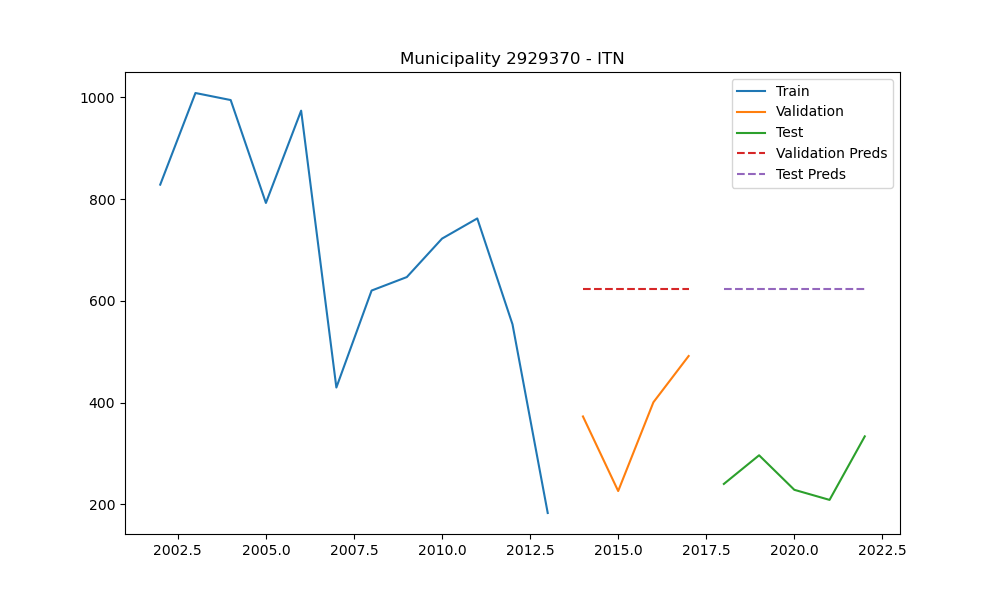 Municipality 2929370 - ITN
1000
800
600
400
200
Train
Validation
Test
Validation Preds
Test Preds
2002.5 2005.0 2007.5 2010.0 2012.5 2015.0 2017.5 2020.0 2022.5